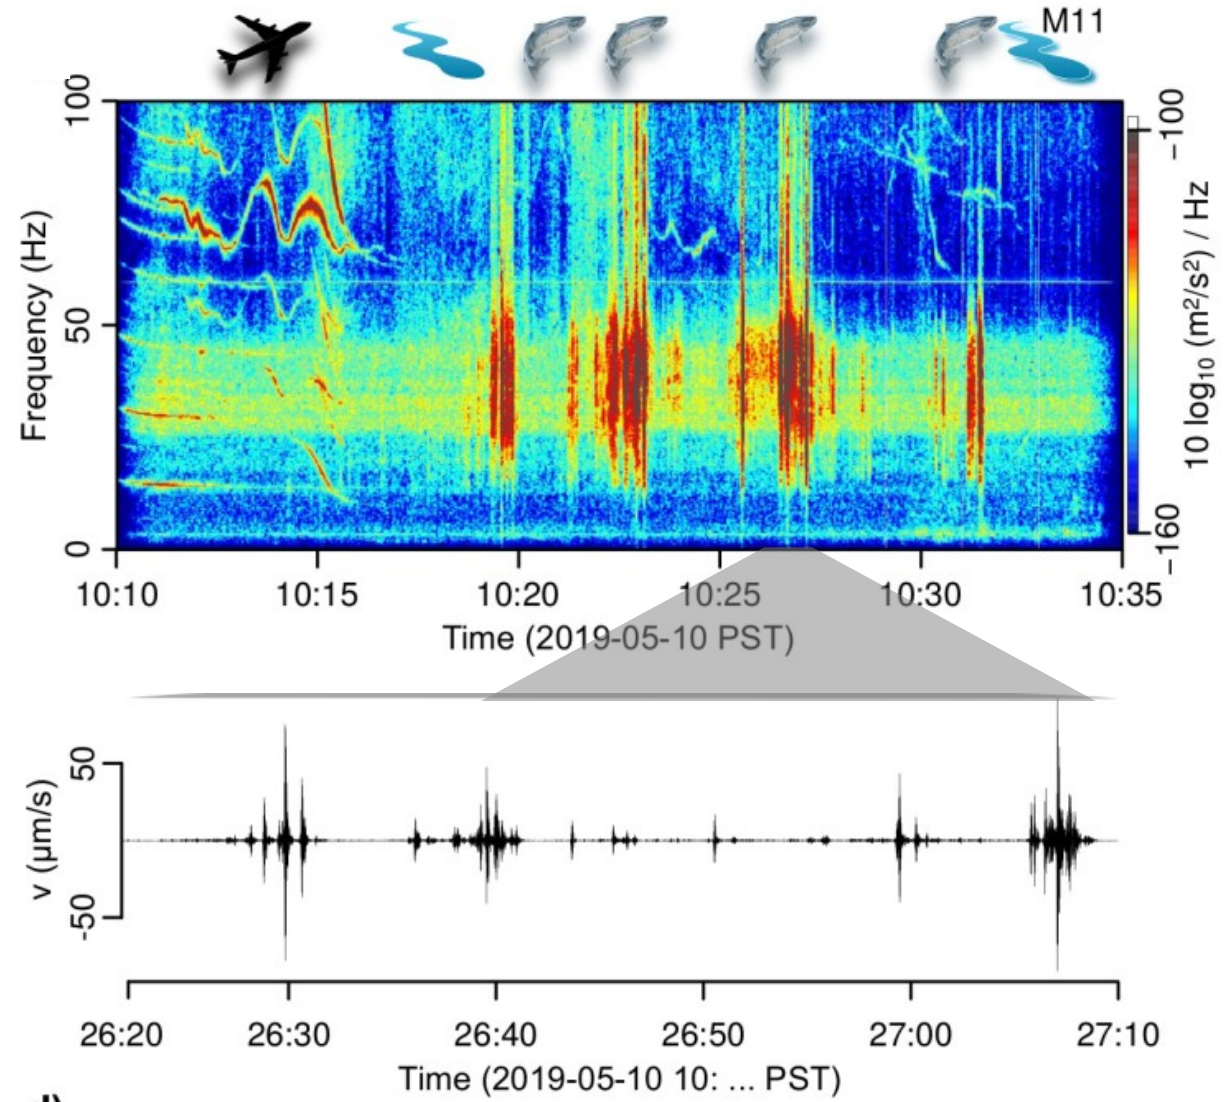 M11
100
50
0
Frequency (Hz)
−100
−160
10 log₁₀ (m²/s²) / Hz
10:10 10:15 10:20 10:25 10:30 10:35
Time (2019-05-10 PST)
50
-50
v (µm/s)
26:20 26:30 26:40 26:50 27:00 27:10
Time (2019-05-10 10: ... PST)